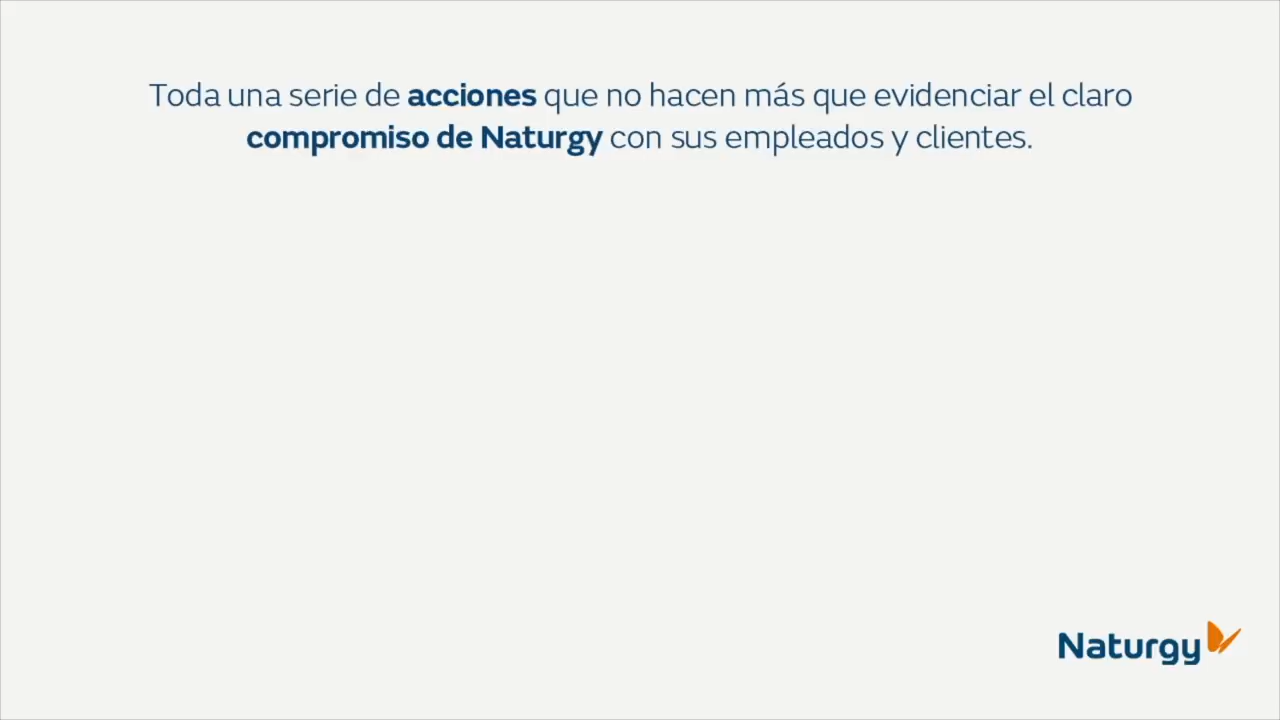 Toda una serie de acciones que no hacen más que evidenciar el claro
compromiso de Naturgy con sus empleados y clientes.
Naturgy